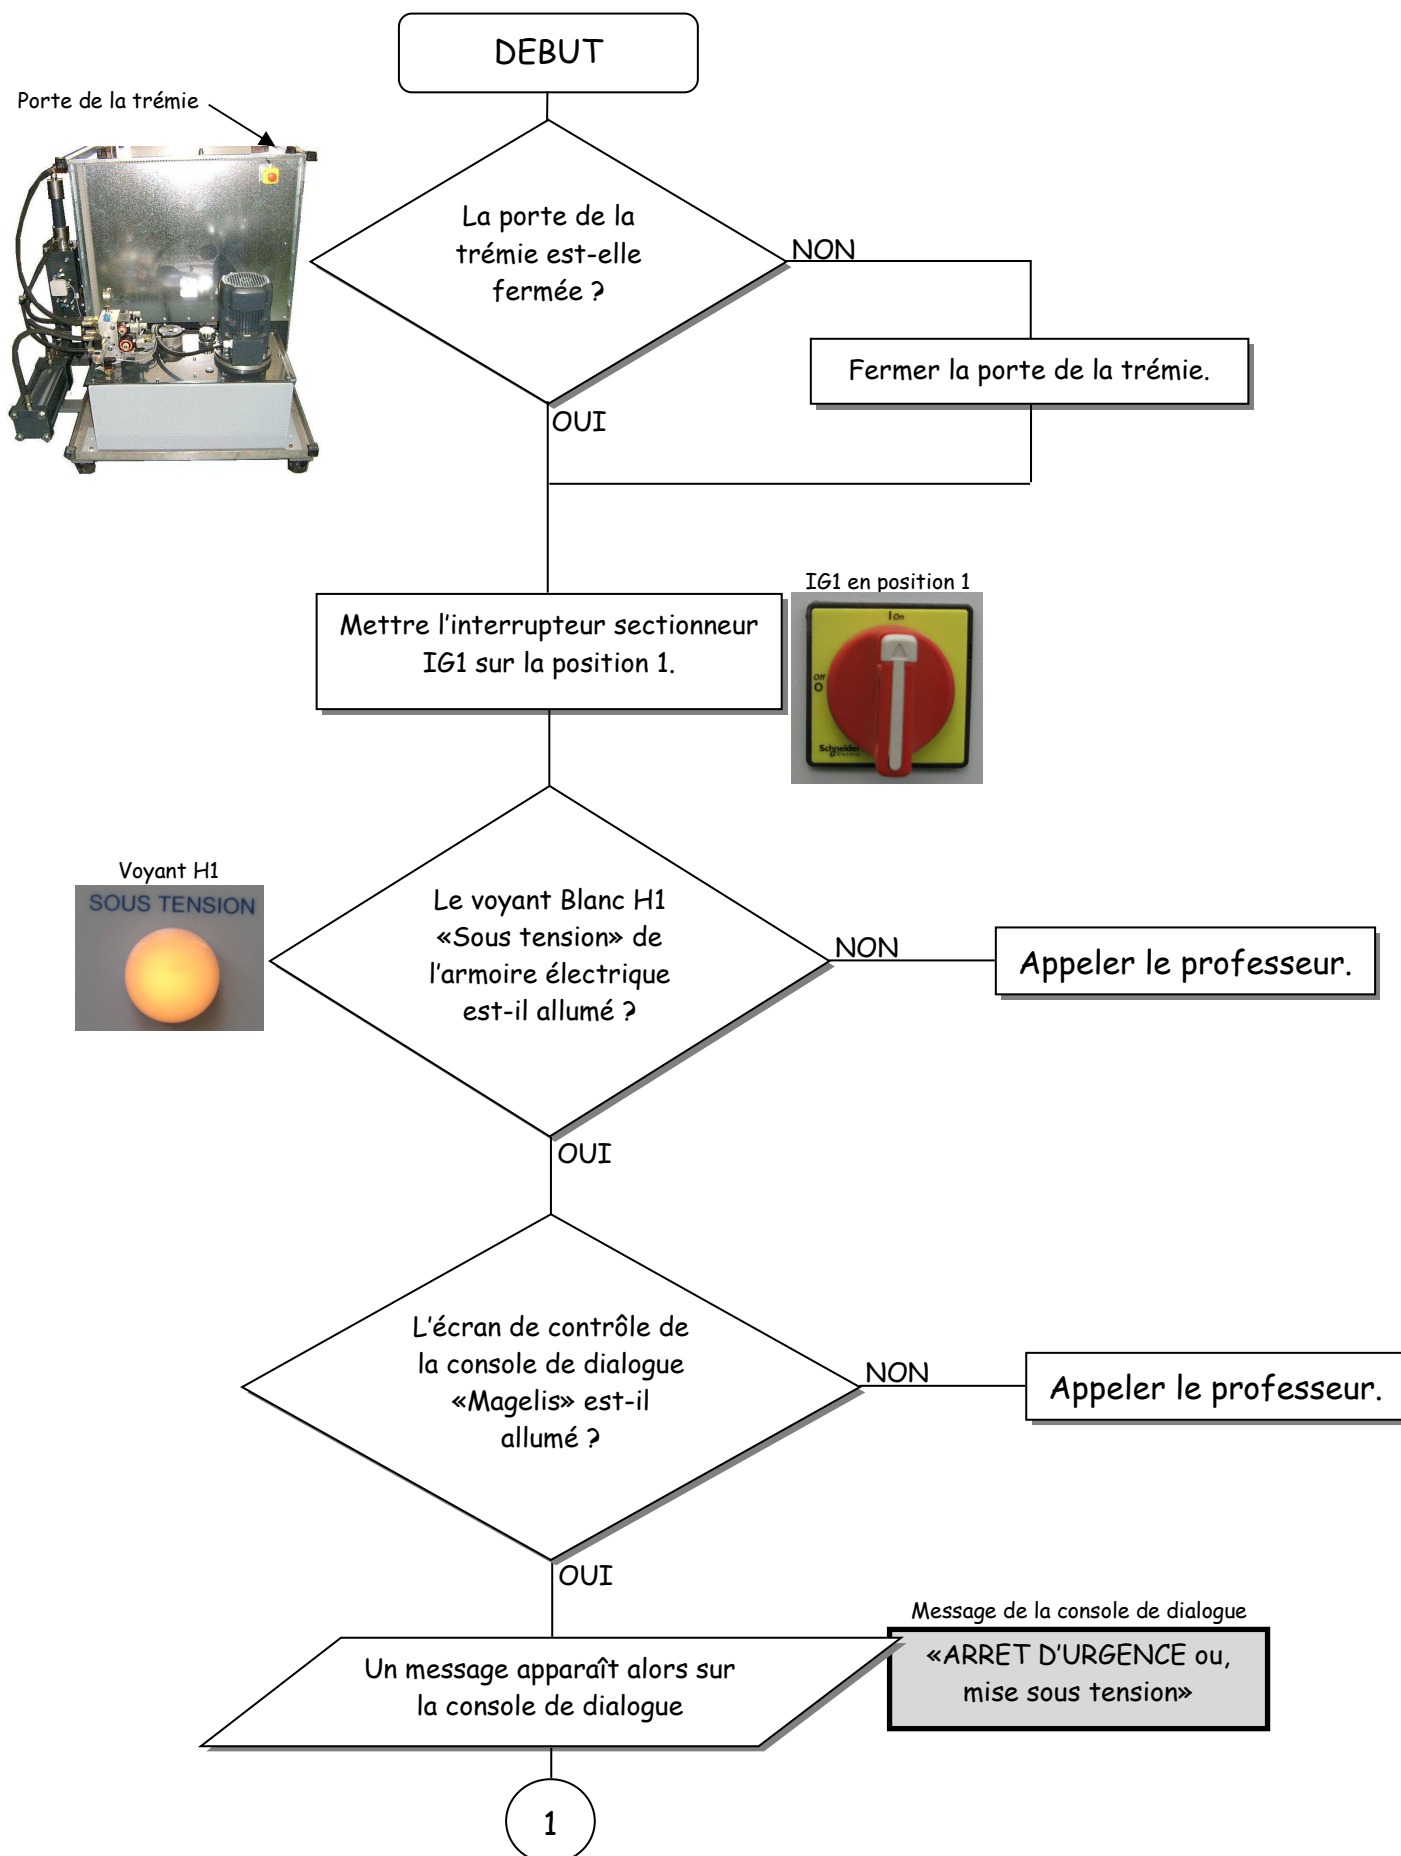 DEBUT
Porte de la trémie
La porte de la
trémie est-elle
fermée ?
NON
Fermer la porte de la trémie.
OUI
IG1 en position 1
Mettre l'interrupteur sectionneur
IG1 sur la position 1.
I On
Off
O
Schneider
Electric
Voyant H1
SOUS TENSION
Le voyant Blanc H1
«Sous tension» de
l'armoire électrique
est-il allumé ?
NON
Appeler le professeur.
OUI
L'écran de contrôle de
la console de dialogue
«Magelis» est-il
allumé ?
NON
Appeler le professeur.
OUI
Message de la console de dialogue
«ARRET D'URGENCE ou,
mise sous tension»
Un message apparaît alors sur
la console de dialogue
1